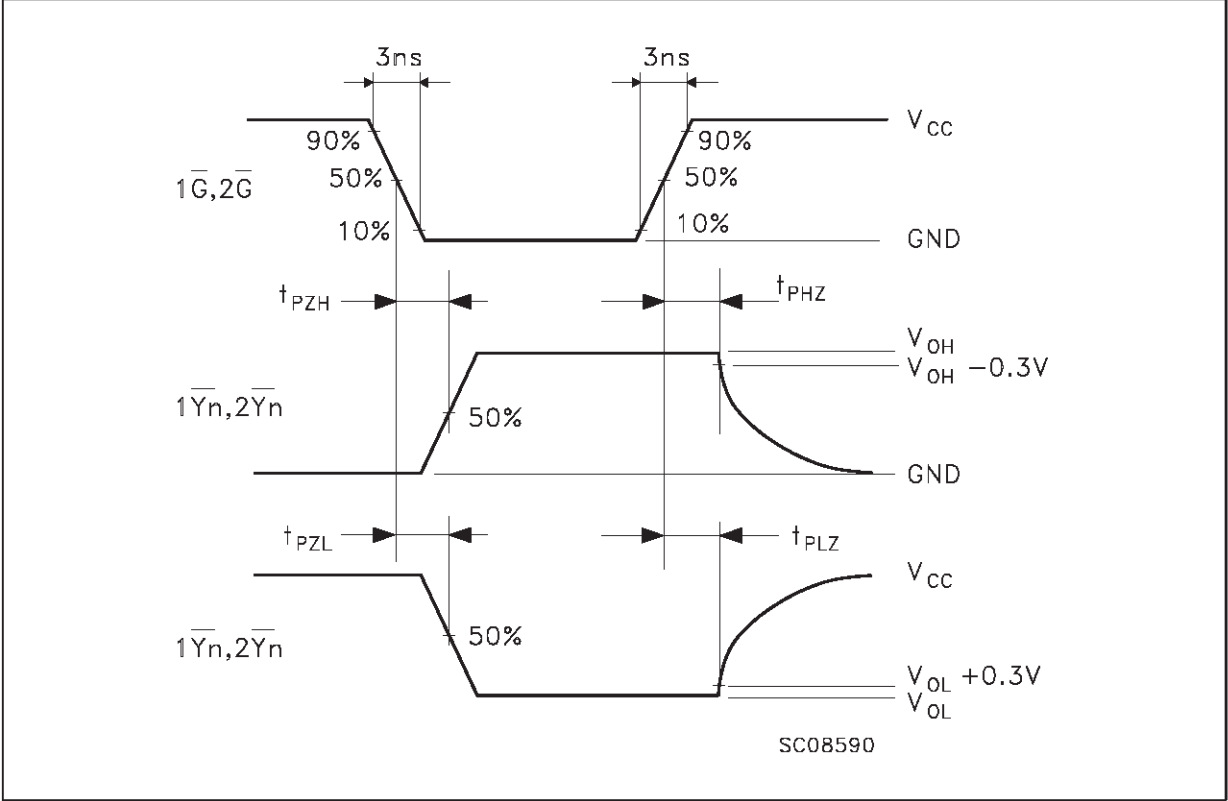 3ns 3ns
V_CC
90% 90%
1G̅,2G̅ 50% 50%
10% 10% GND
t_PZH t_PHZ
V_OH
V_OH −0.3V
1Y̅n̅,2Y̅n̅ 50%
GND
t_PZL t_PLZ
V_CC
1Y̅n̅,2Y̅n̅ 50%
V_OL +0.3V
V_OL
SC08590